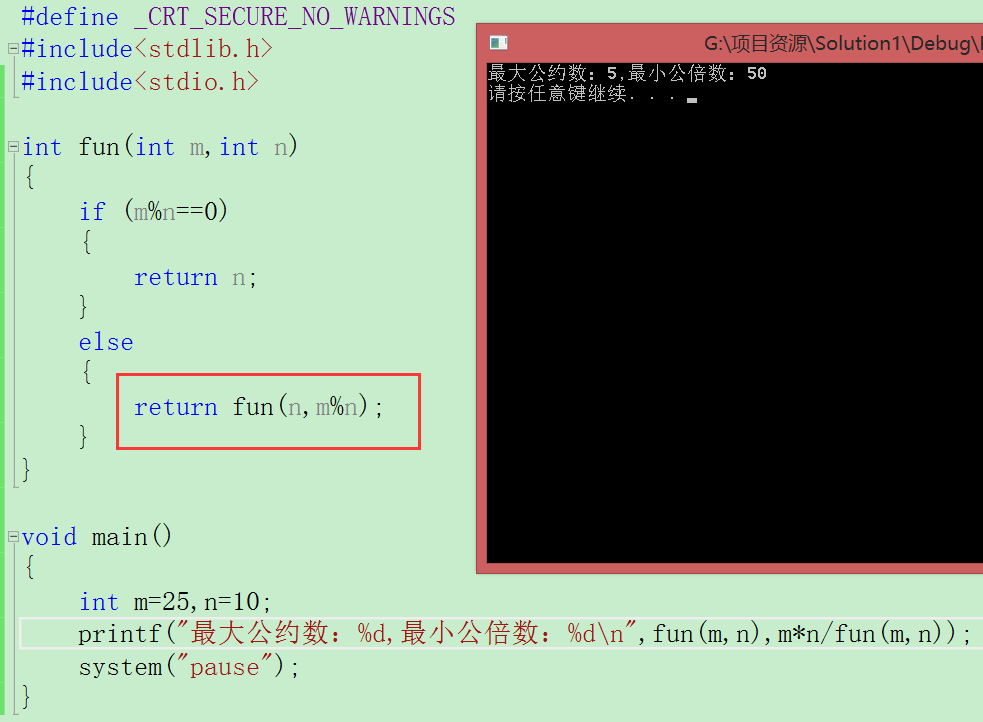 #define _CRT_SECURE_NO_WARNINGS
#include<stdlib.h>
#include<stdio.h>
int fun(int m,int n)
{
if (m%n==0)
{
return n;
}
else
{
return fun(n,m%n);
}
}
void main()
{
int m=25,n=10;
printf("最大公约数：%d,最小公倍数：%d\n",fun(m,n),m*n/fun(m,n));
system("pause");
}
G:\项目资源\Solution1\Debug\
最大公约数：5,最小公倍数：50
请按任意键继续. . .